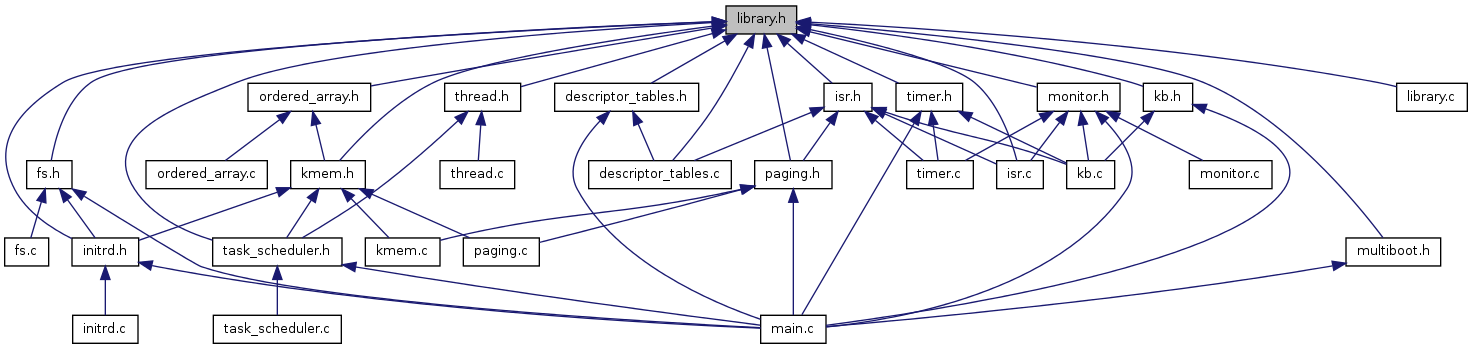 library.h
ordered_array.h
thread.h
descriptor_tables.h
isr.h
timer.h
monitor.h
kb.h
library.c
fs.h
ordered_array.c
kmem.h
thread.c
descriptor_tables.c
paging.h
timer.c
isr.c
kb.c
monitor.c
fs.c
initrd.h
task_scheduler.h
kmem.c
paging.c
multiboot.h
initrd.c
task_scheduler.c
main.c